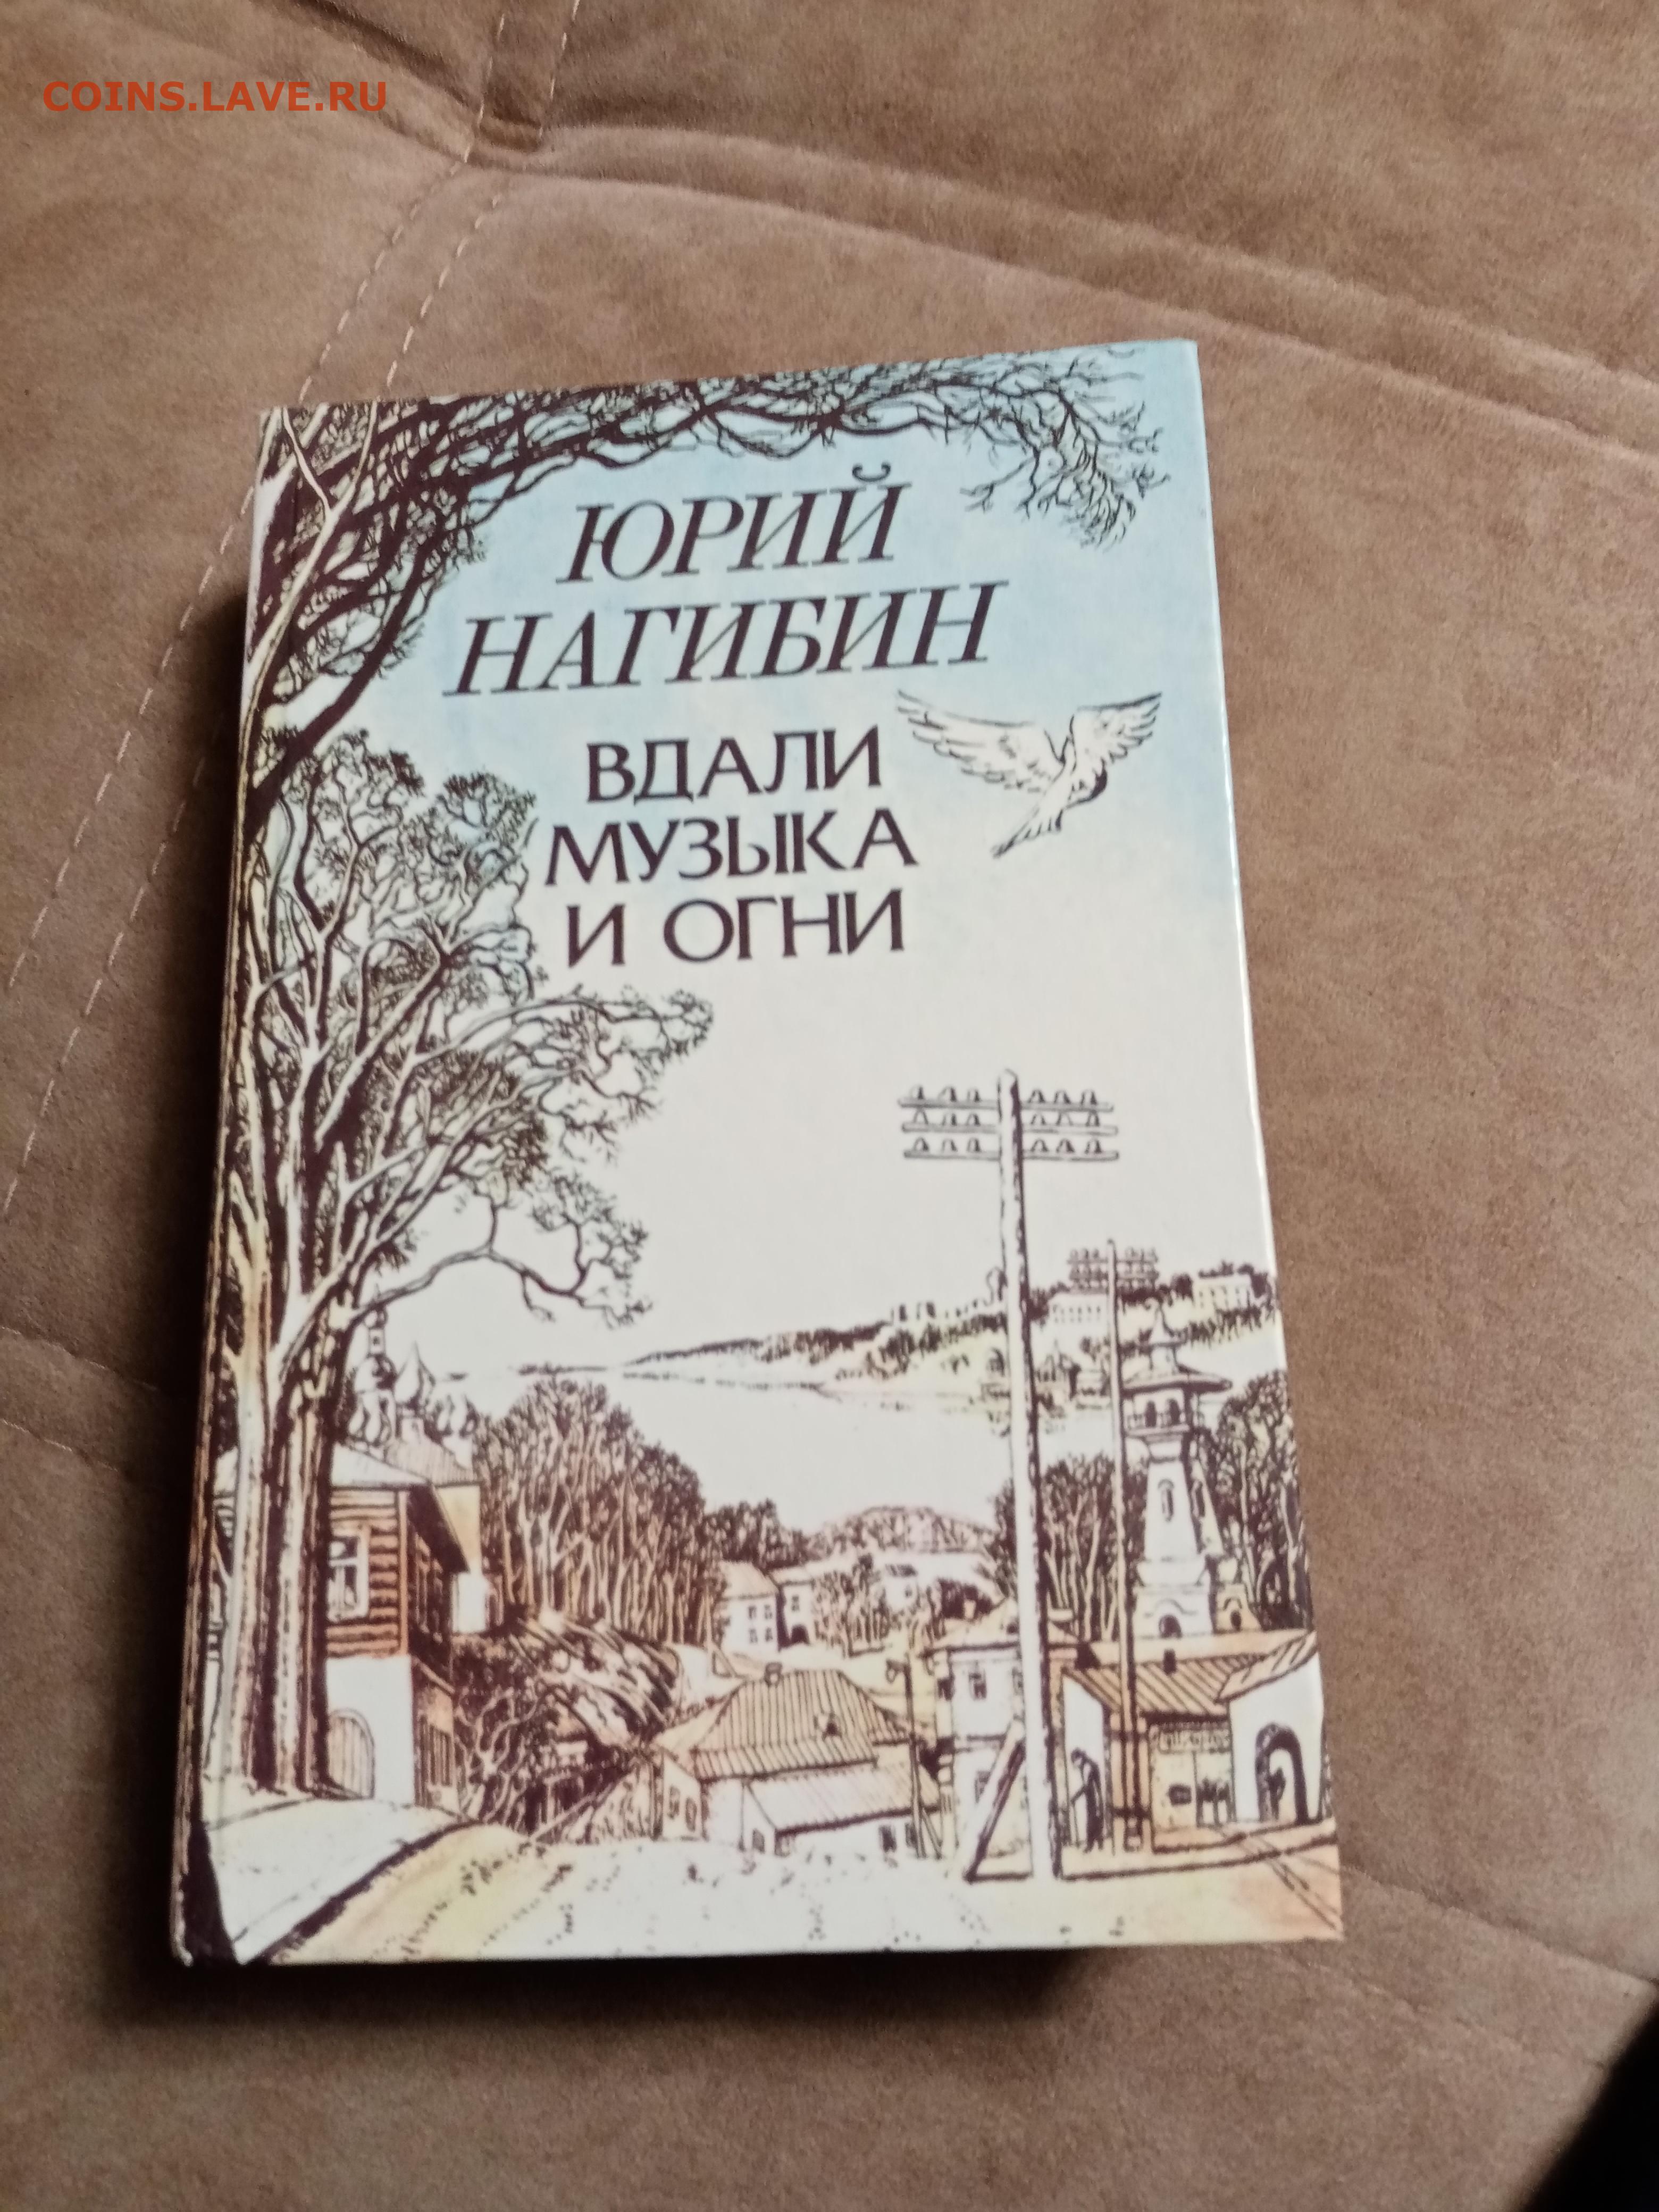 COINS.LAVE.RU
ЮРИЙ
НАГИБИН
ВДАЛИ
МУЗЫКА
И ОГНИ